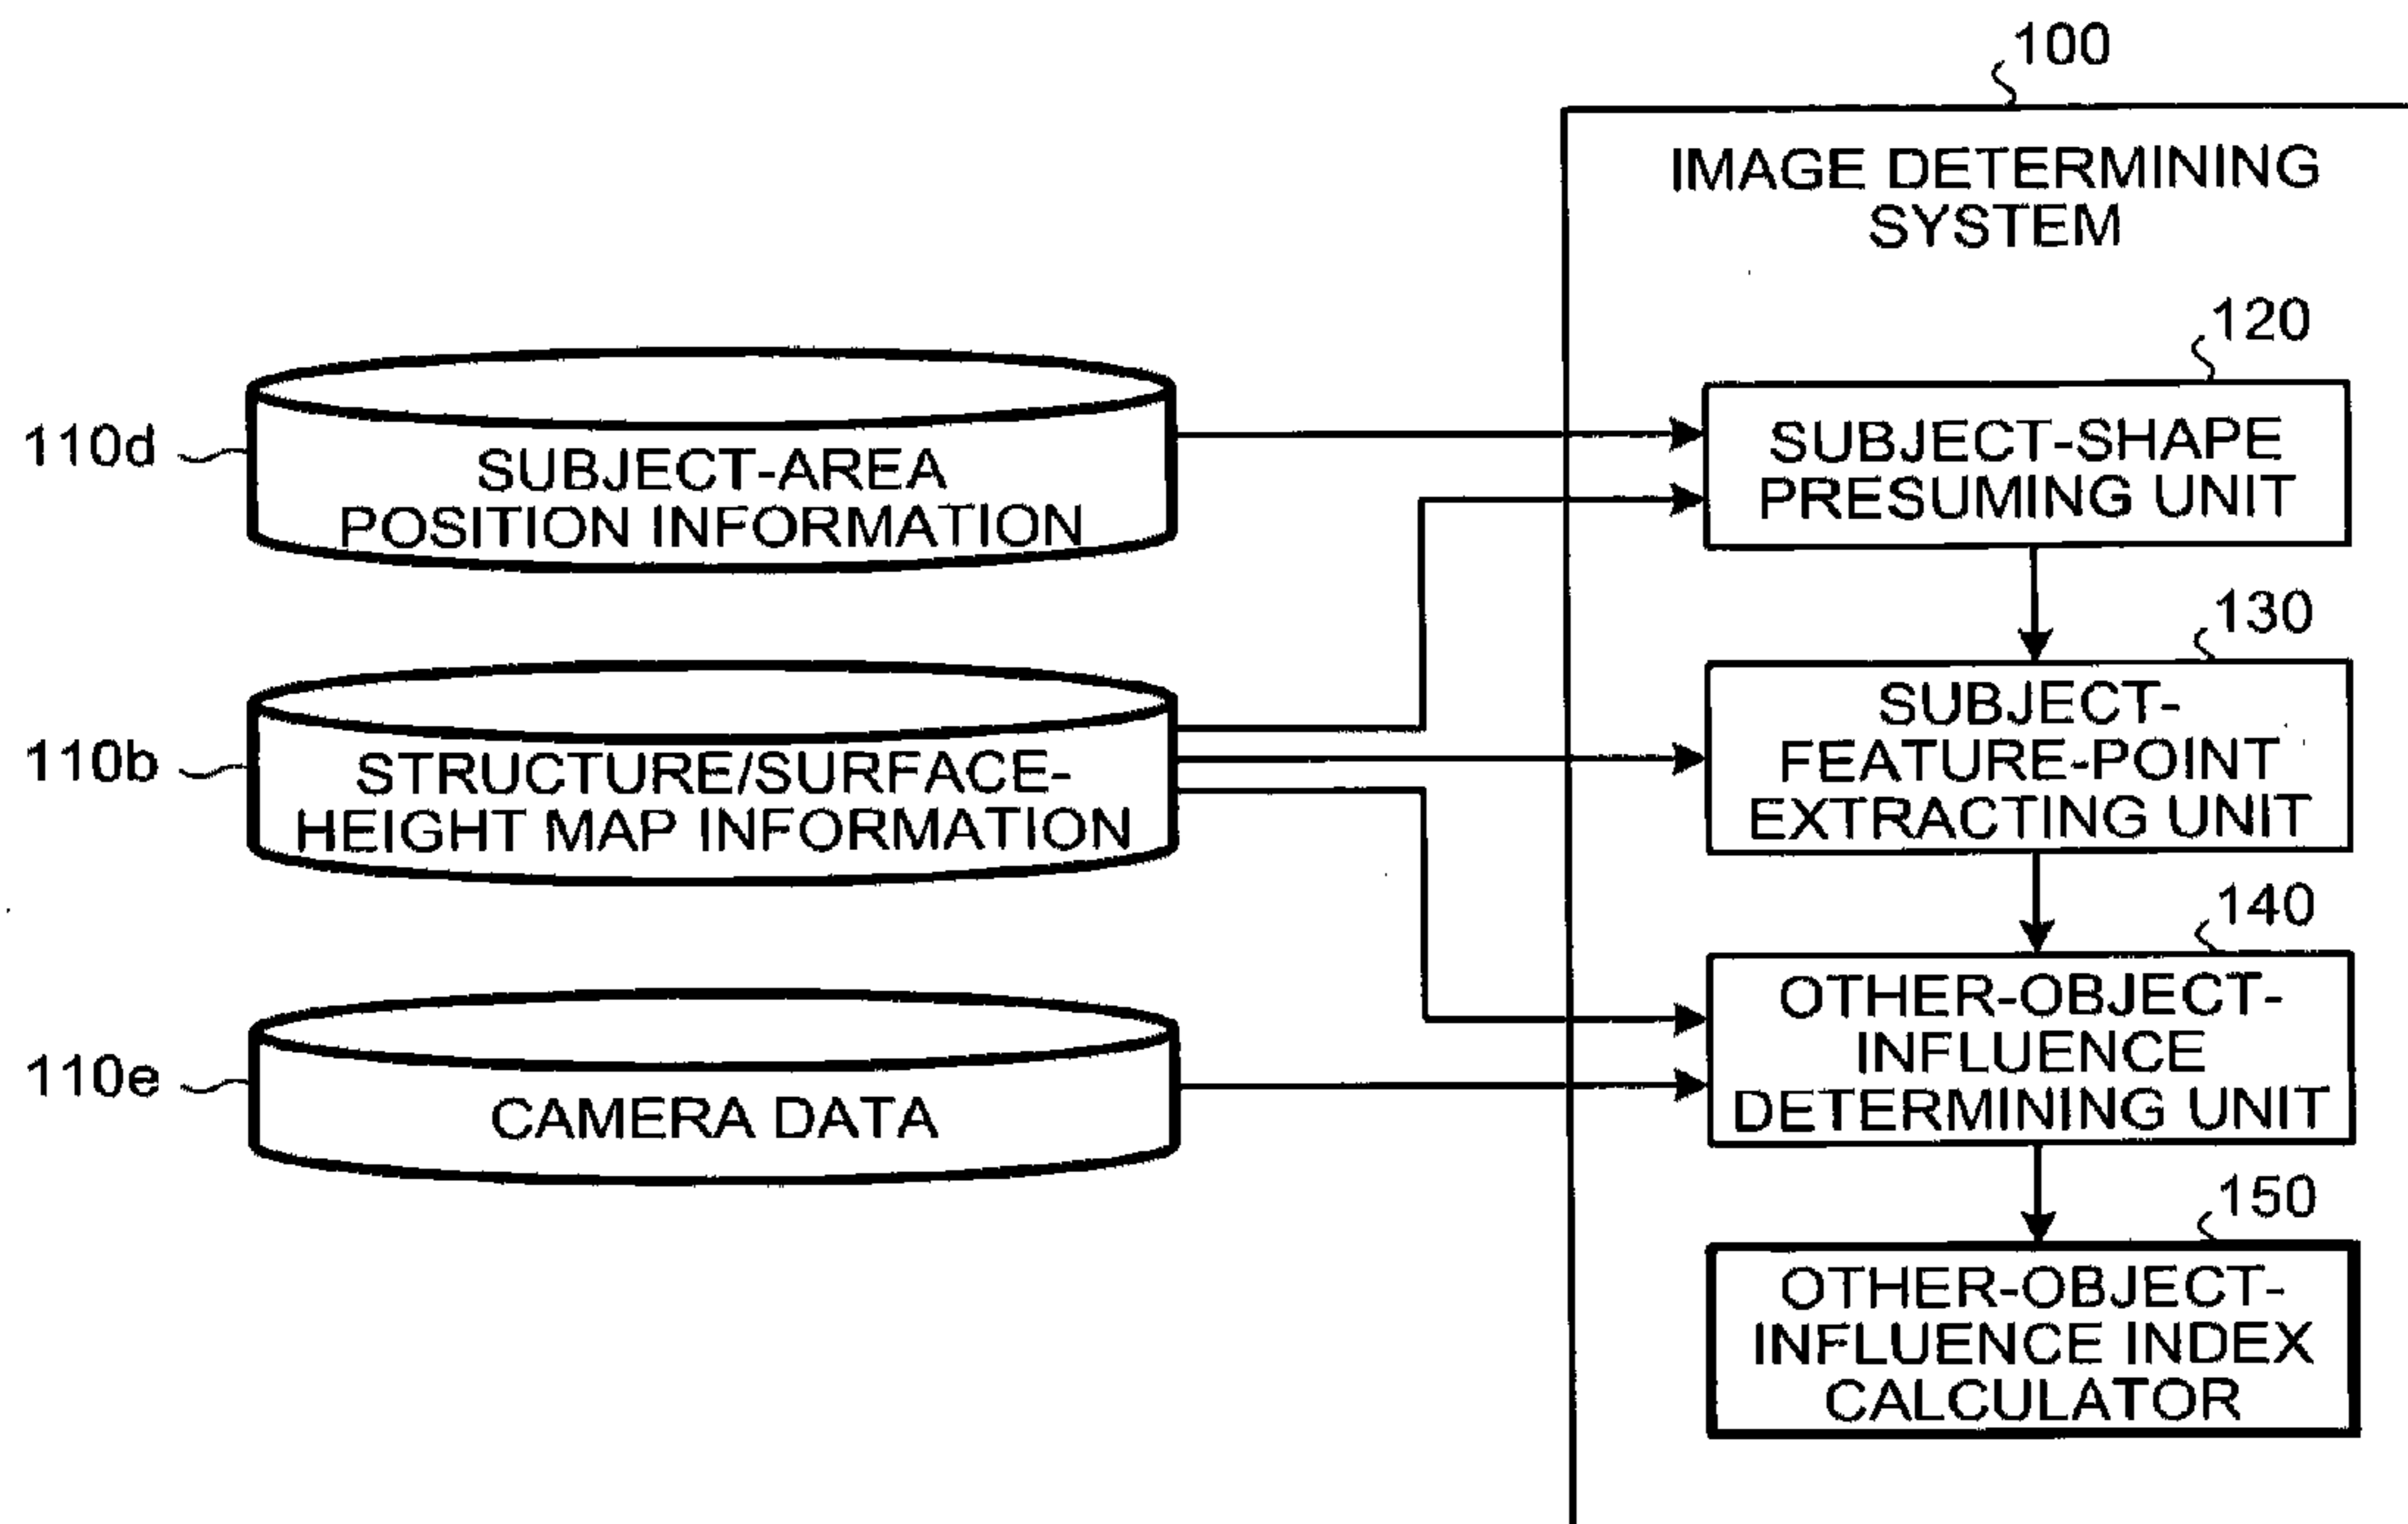 100
IMAGE DETERMINING
SYSTEM
120
110d
SUBJECT-AREA
POSITION INFORMATION
SUBJECT-SHAPE
PRESUMING UNIT
130
110b
STRUCTURE/SURFACE-
HEIGHT MAP INFORMATION
SUBJECT-
FEATURE-POINT
EXTRACTING UNIT
140
110e
CAMERA DATA
OTHER-OBJECT-
INFLUENCE
DETERMINING UNIT
150
OTHER-OBJECT-
INFLUENCE INDEX
CALCULATOR